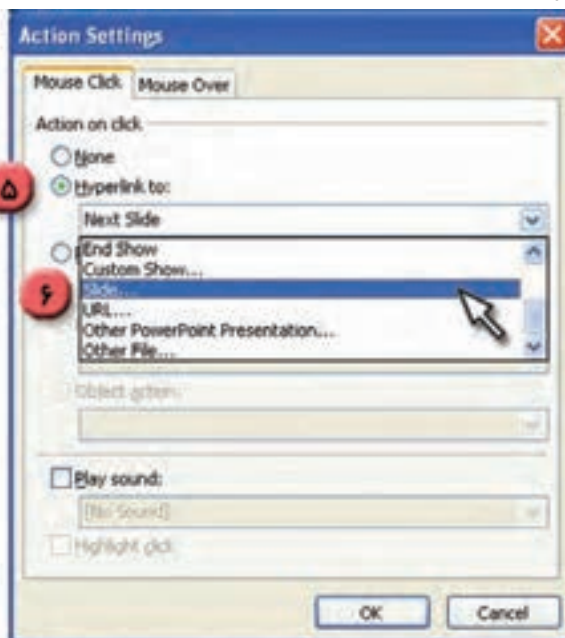 Action Settings
Mouse Click Mouse Over
Action on click
None
۵ Hyperlink to:
Next Slide
End Show
Custom Show...
۶ Slide...
URL...
Other PowerPoint Presentation...
Other File...
Object action:
Play sound:
[No Sound]
Highlight click
OK Cancel